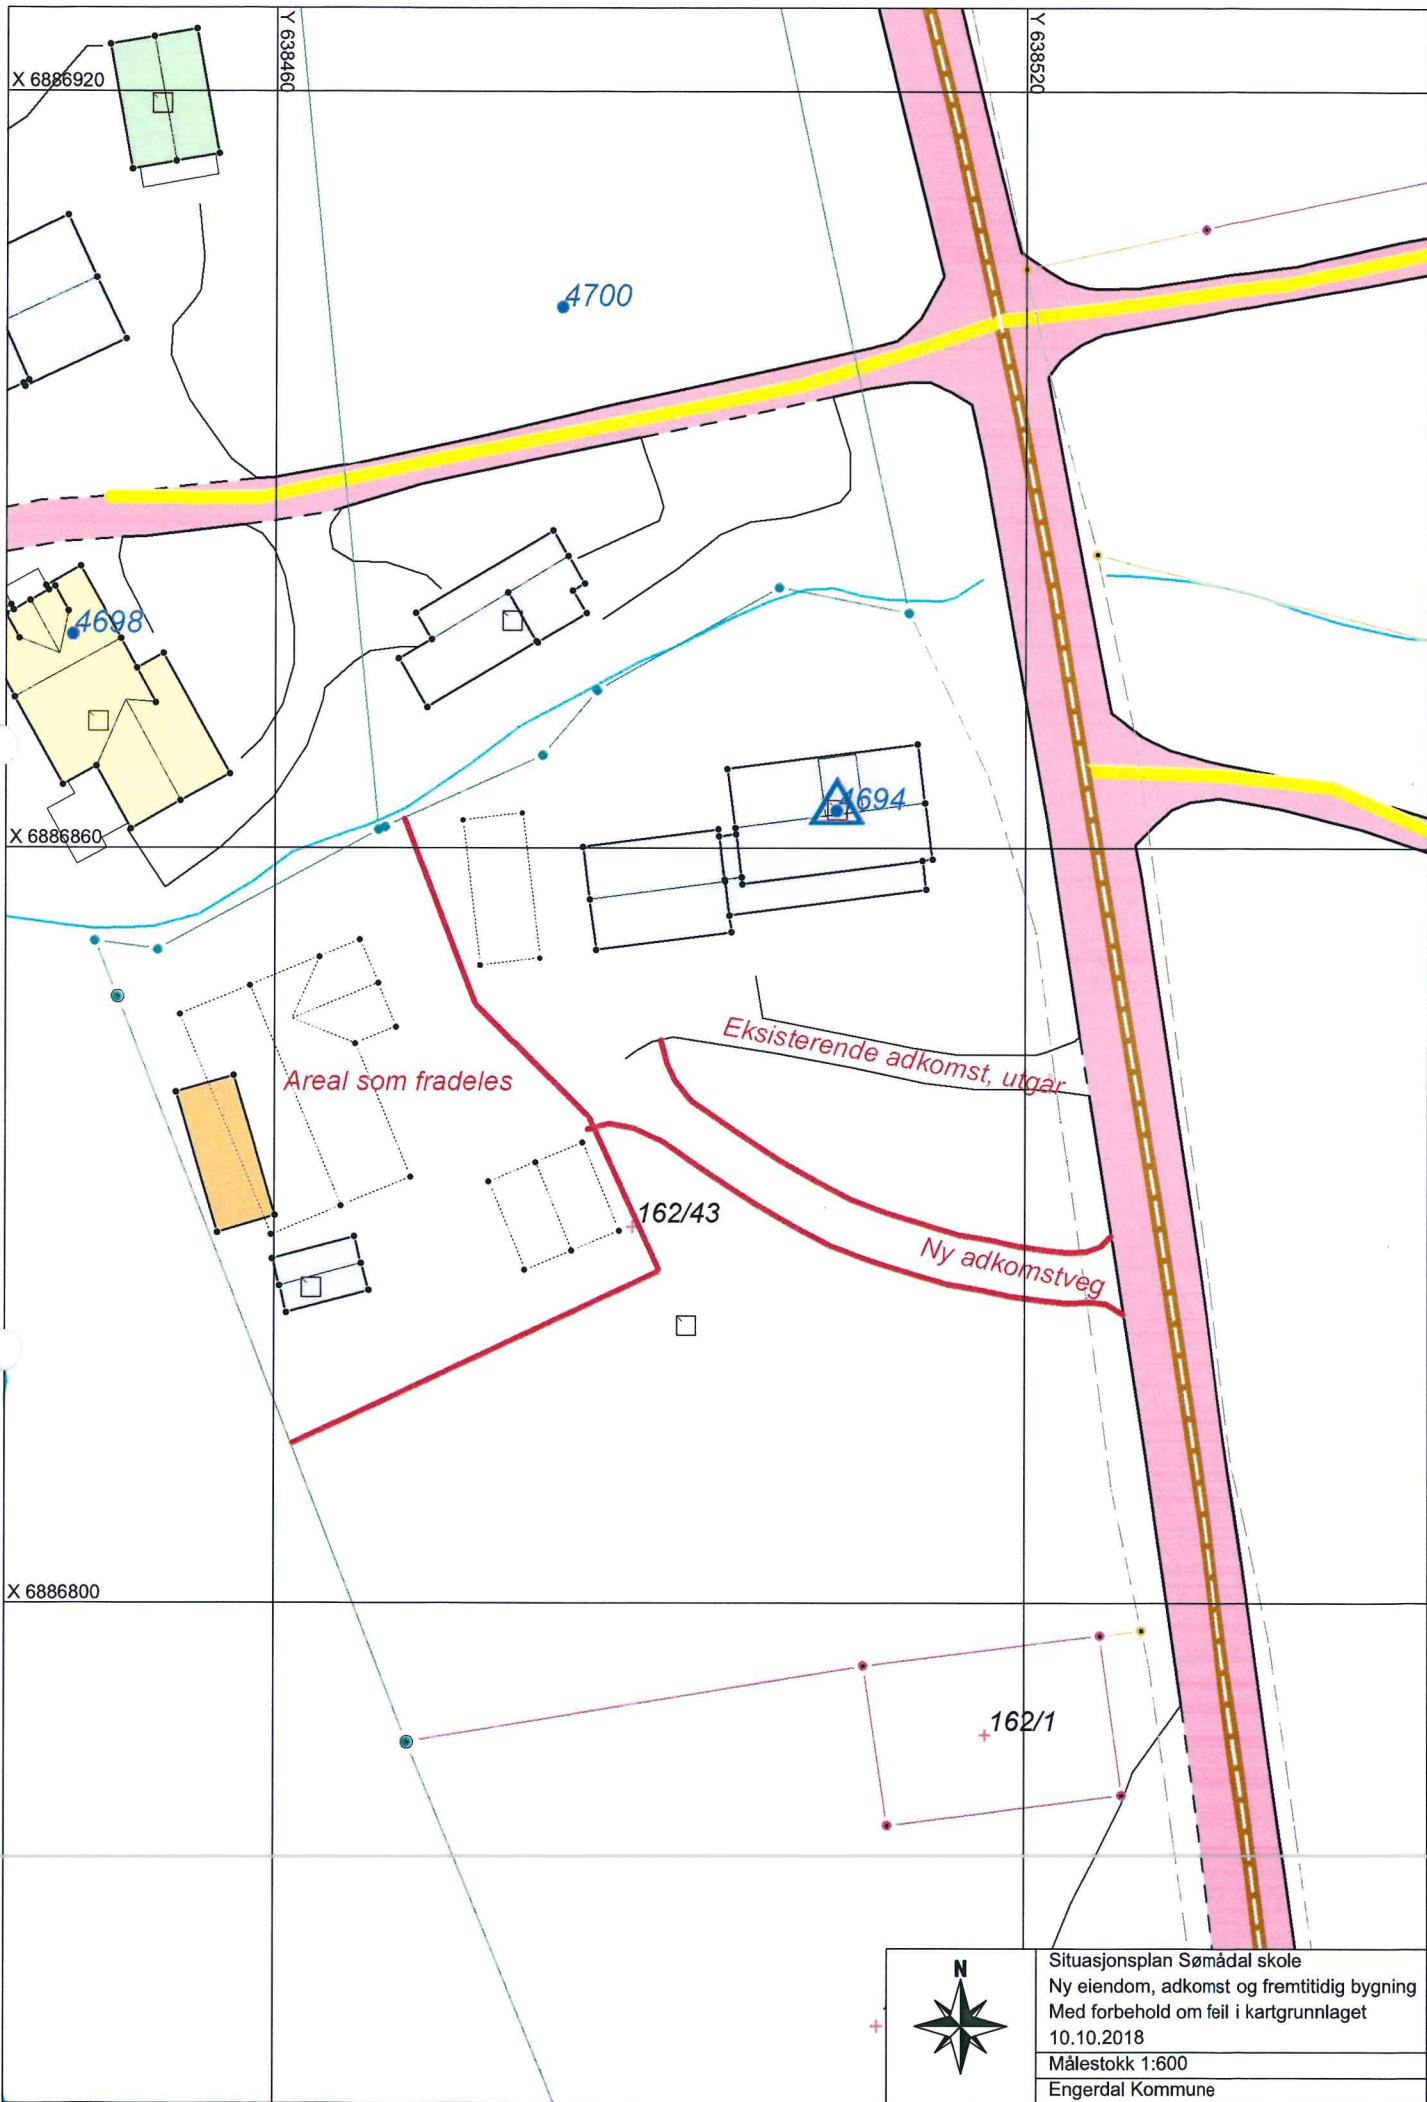 Y 638460
Y 638520
X 6886920
4700
4698
4694
X 6886860
Eksisterende adkomst, utgår
Areal som fradeles
162/43
Ny adkomstveg
X 6886800
162/1
N
Situasjonsplan Sømådal skole
Ny eiendom, adkomst og fremtitidig bygning
Med forbehold om feil i kartgrunnlaget
10.10.2018
Målestokk 1:600
Engerdal Kommune